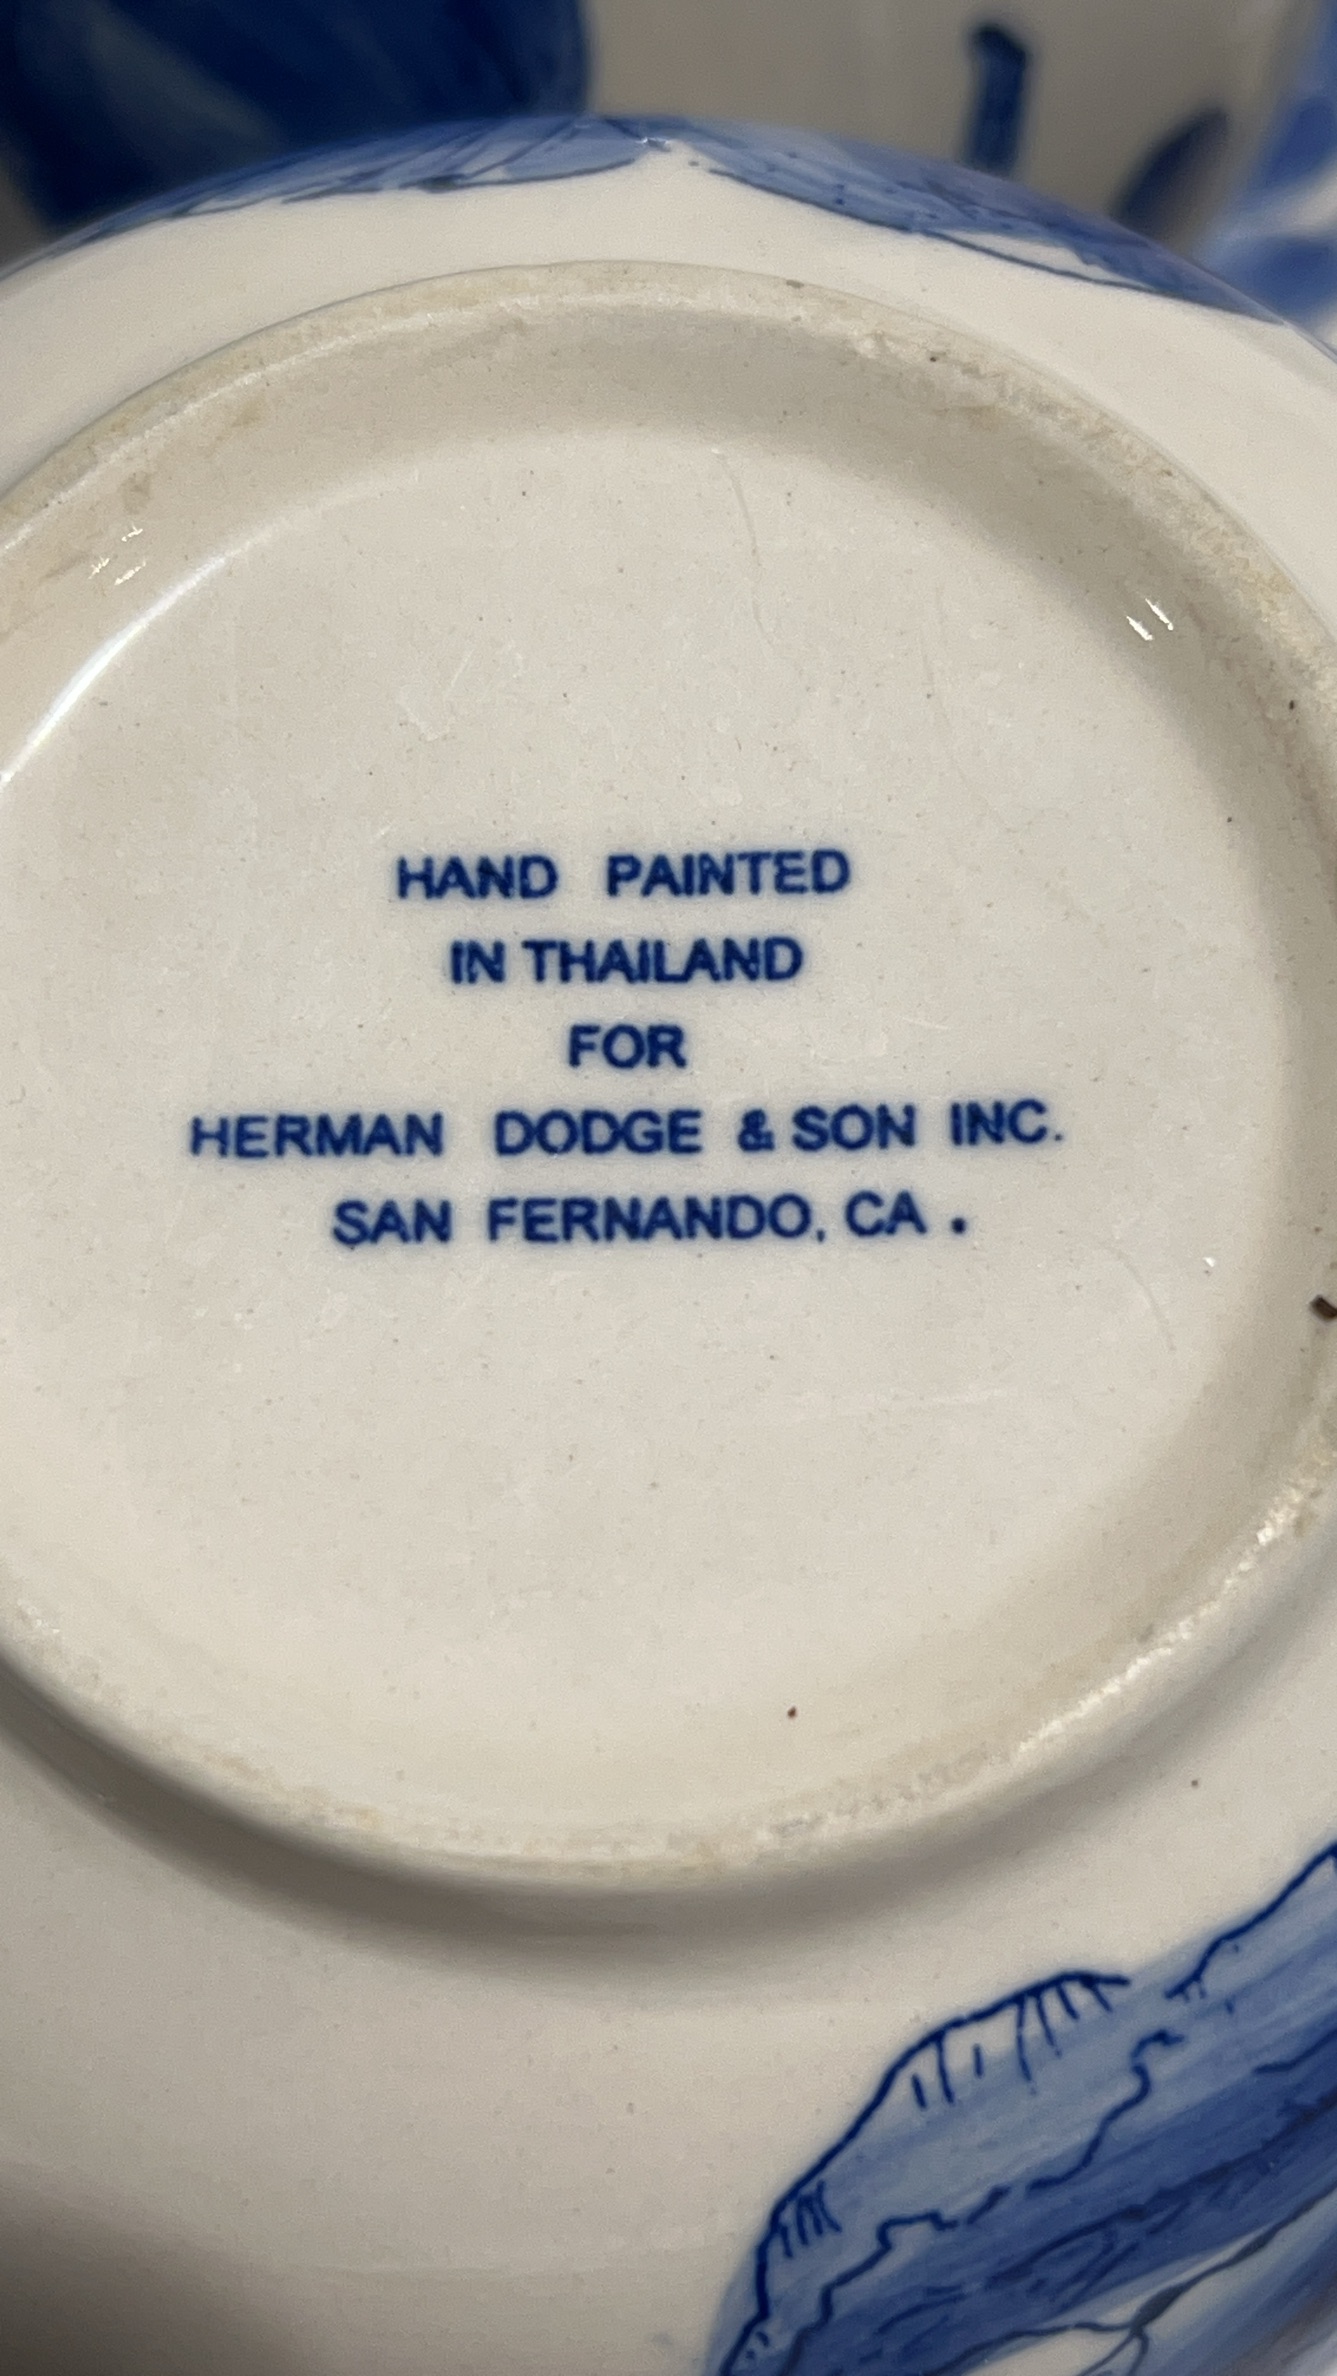 HAND PAINTED
IN THAILAND
FOR
HERMAN DODGE & SON INC.
SAN FERNANDO, CA .